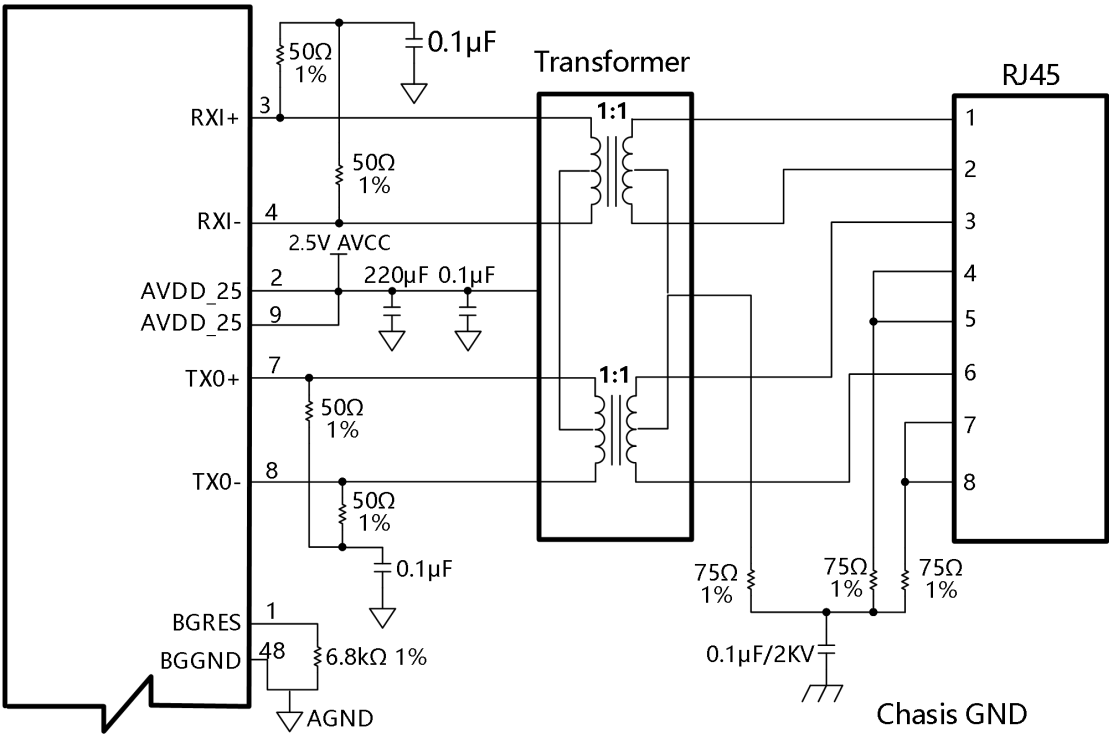 50Ω
1%
0.1µF
Transformer
RJ45
RXI+
3
1:1
1
50Ω
1%
2
RXI-
4
3
2.5V AVCC
AVDD_25
2
220µF
0.1µF
4
AVDD_25
9
5
TX0+
7
1:1
6
50Ω
1%
7
TX0-
8
8
50Ω
1%
0.1µF
75Ω
1%
75Ω
1%
75Ω
1%
BGRES
1
BGGND
48
6.8kΩ 1%
0.1µF/2KV
AGND
Chasis GND